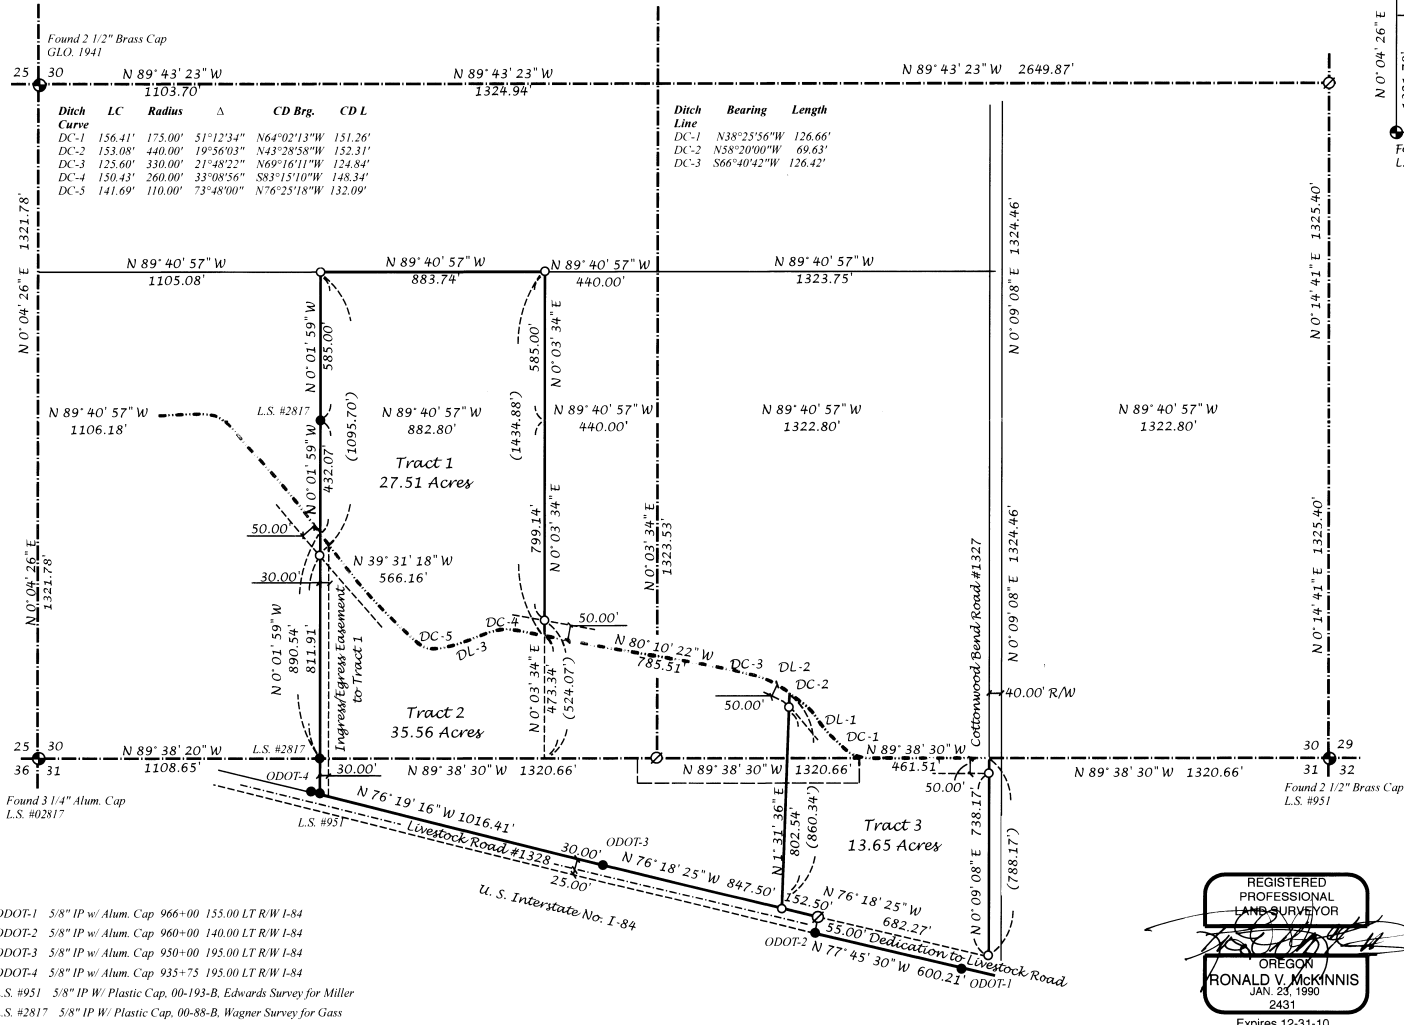 Found 2 1/2" Brass Cap
GLO. 1941
25 30
N 89° 43' 23" W
1103.70'
N 89° 43' 23" W
1324.94'
N 89° 43' 23" W 2649.87'
N 0° 04' 26" E
Ditch LC Radius Δ CD Brg. CD L
Curve
DC-1 156.41' 175.00' 51°12'34" N64°02'13"W 151.26'
DC-2 153.08' 440.00' 19°56'03" N43°28'58"W 152.31'
DC-3 125.60' 330.00' 21°48'22" N69°16'11"W 124.84'
DC-4 150.43' 260.00' 33°08'56" S83°15'10"W 148.34'
DC-5 141.69' 110.00' 73°48'00" N76°25'18"W 132.09'
Ditch Bearing Length
Line
DC-1 N38°25'56"W 126.66'
DC-2 N58°20'00"W 69.63'
DC-3 S66°40'42"W 126.42'
N 0° 04' 26" E 1321.78'
N 0° 09' 08" E 1324.46'
N 0° 14' 41" E 1325.40'
N 89° 40' 57" W
1105.08'
N 89° 40' 57" W
883.74'
N 89° 40' 57" W
440.00'
N 89° 40' 57" W
1323.75'
N 0° 01' 59" W
585.00'
585.00'
N 0° 03' 34" E
L.S. #2817
(1095.70')
(1434.88')
N 89° 40' 57" W
1106.18'
N 89° 40' 57" W
882.80'
N 89° 40' 57" W
440.00'
N 89° 40' 57" W
1322.80'
N 89° 40' 57" W
1322.80'
N 0° 01' 59" W
432.07'
Tract 1
27.51 Acres
50.00'
30.00'
N 39° 31' 18" W
566.16'
799.14'
N 0° 03' 34" E
N 0° 03' 34" E
1323.53'
Cottonwood Bend Road #1327
N 0° 09' 08" E 1324.46'
N 0° 14' 41" E 1325.40'
N 0° 04' 26" E
1321.78'
N 0° 01' 59" W
890.54'
811.91'
Ingress/Egress Easement
to Tract 1
DC-5
DL-3
DC-4
50.00'
N 80° 10' 22" W
785.51'
DC-3
DL-2
DC-2
50.00'
DL-1
DC-1
40.00' R/W
N 0° 03' 34" E
473.34'
(524.07')
Tract 2
35.56 Acres
25 30
36 31
N 89° 38' 20" W
1108.65'
L.S. #2817
ODOT-4
30.00'
N 89° 38' 30" W 1320.66'
N 89° 38' 30" W 1320.66'
N 89° 38' 30" W
461.51'
50.00'
N 89° 38' 30" W 1320.66'
30 29
31 32
Found 2 1/2" Brass Cap
L.S. #951
Found 3 1/4" Alum. Cap
L.S. #02817
L.S. #951
N 76° 19' 16" W 1016.41'
Livestock Road #1328
30.00'
25.00'
ODOT-3
U. S. Interstate No. I-84
N 76° 18' 25" W 847.50'
N 1° 31' 36" E
802.54'
(860.34')
Tract 3
13.65 Acres
N 0° 09' 08" E 738.17'
(788.17')
152.50'
N 76° 18' 25" W
682.27'
ODOT-2
55.00' Dedication to Livestock Road
N 77° 45' 30" W 600.21'
ODOT-1
ODOT-1 5/8" IP w/ Alum. Cap 966+00 155.00 LT R/W I-84
ODOT-2 5/8" IP w/ Alum. Cap 960+00 140.00 LT R/W I-84
ODOT-3 5/8" IP w/ Alum. Cap 950+00 195.00 LT R/W I-84
ODOT-4 5/8" IP w/ Alum. Cap 935+75 195.00 LT R/W I-84
L.S. #951 5/8" IP W/ Plastic Cap, 00-193-B, Edwards Survey for Miller
L.S. #2817 5/8" IP W/ Plastic Cap, 00-88-B, Wagner Survey for Gass
REGISTERED
PROFESSIONAL
LAND SURVEYOR
OREGON
RONALD V. McKINNIS
JAN. 23, 1990
2431
Expires 12-31-10